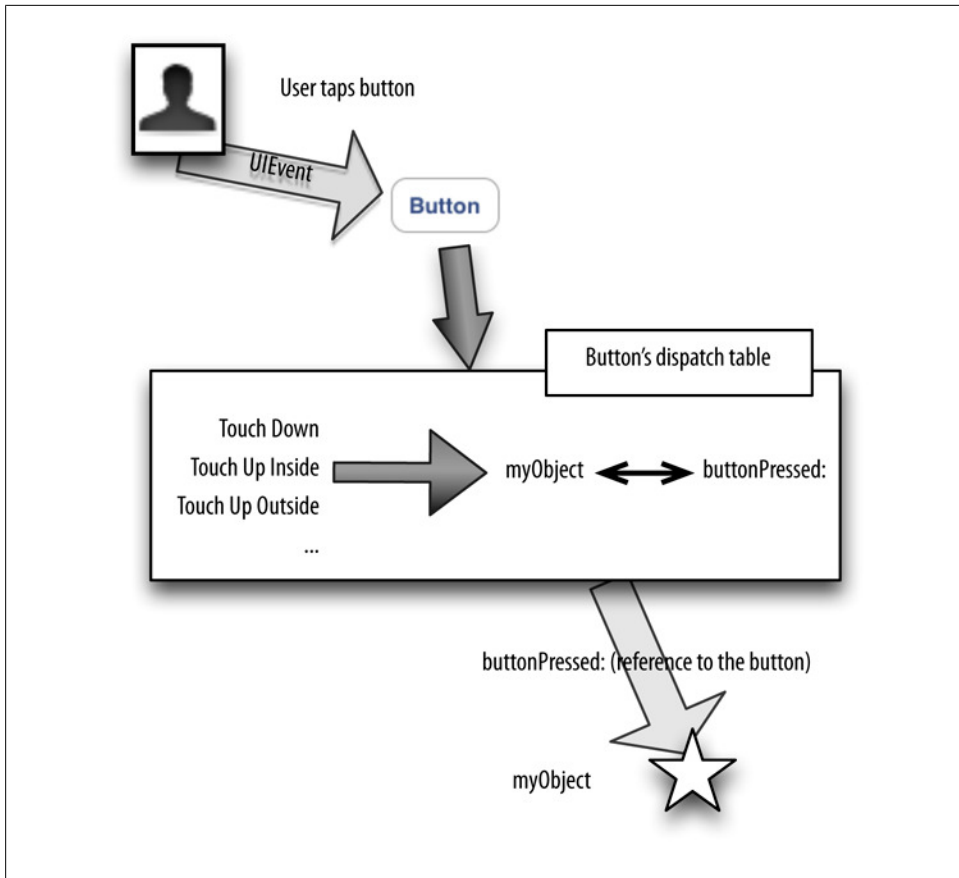 User taps button
UIEvent
Button
Button's dispatch table
Touch Down
Touch Up Inside
Touch Up Outside
...
myObject
buttonPressed:
buttonPressed: (reference to the button)
myObject